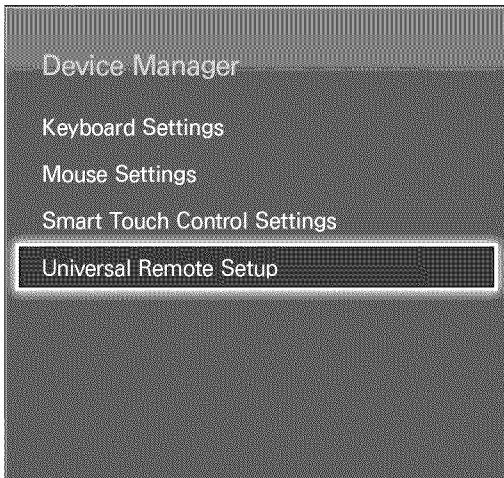 Device Manager
Keyboard Settings
Mouse Settings
Smart Touch Control Settings
Universal Remote Setup